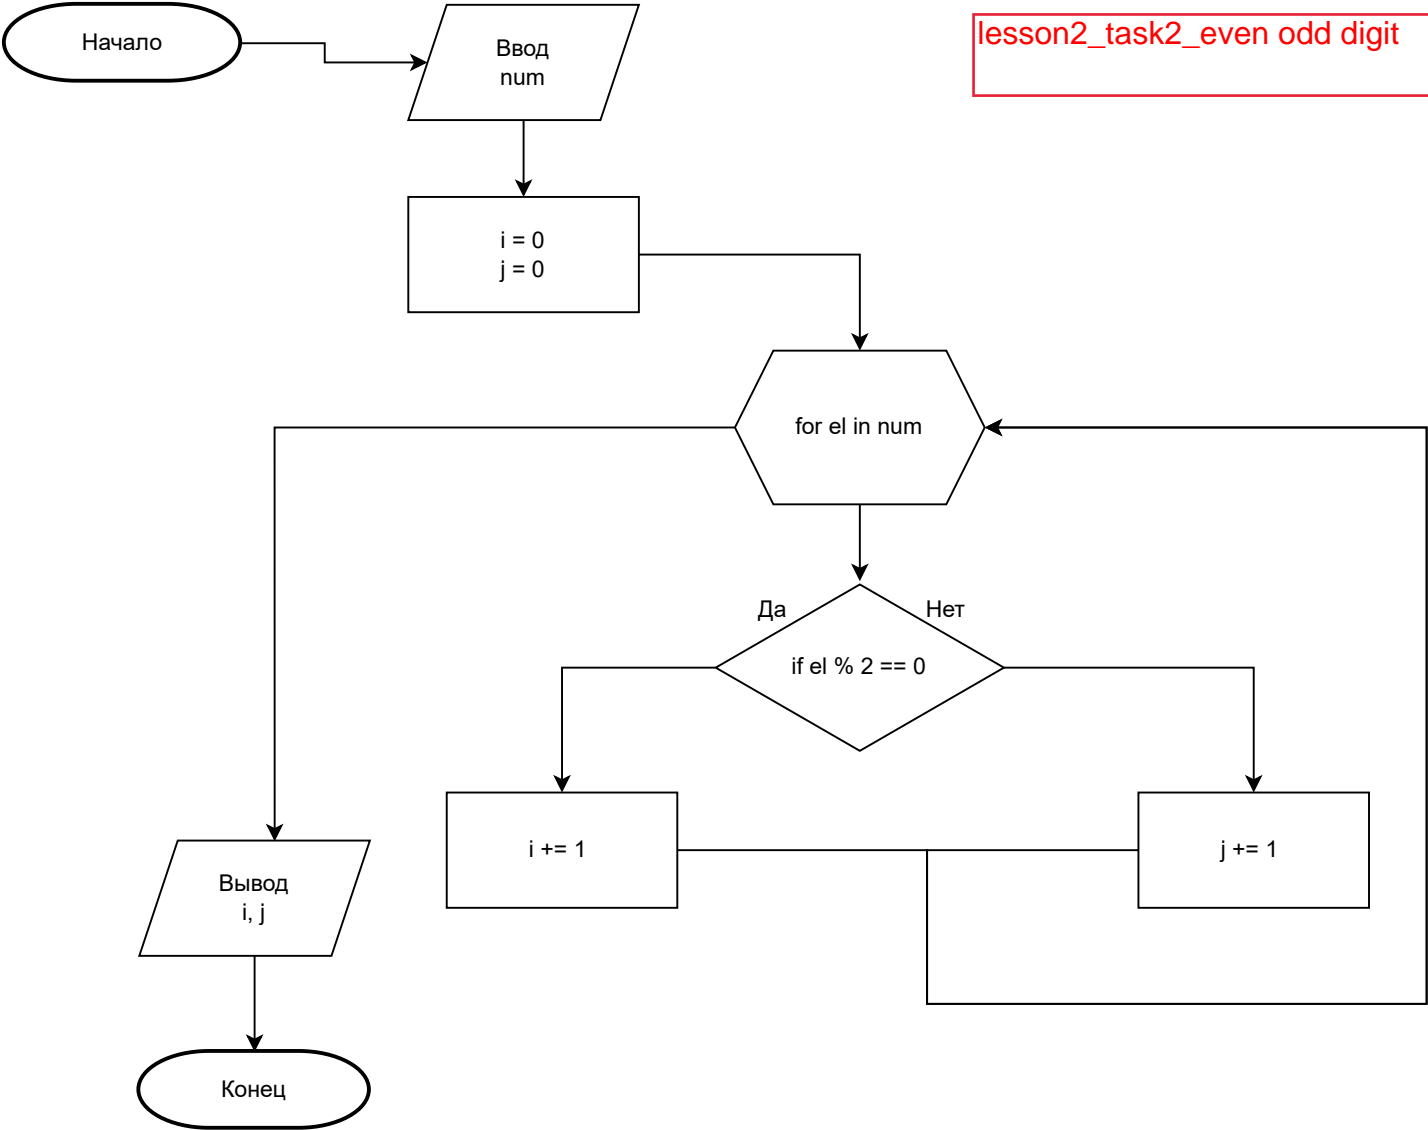 Начало
Ввод
num
lesson2_task2_even odd digit
i = 0
j = 0
for el in num
Да
Нет
if el % 2 == 0
i += 1
j += 1
Вывод
i, j
Конец